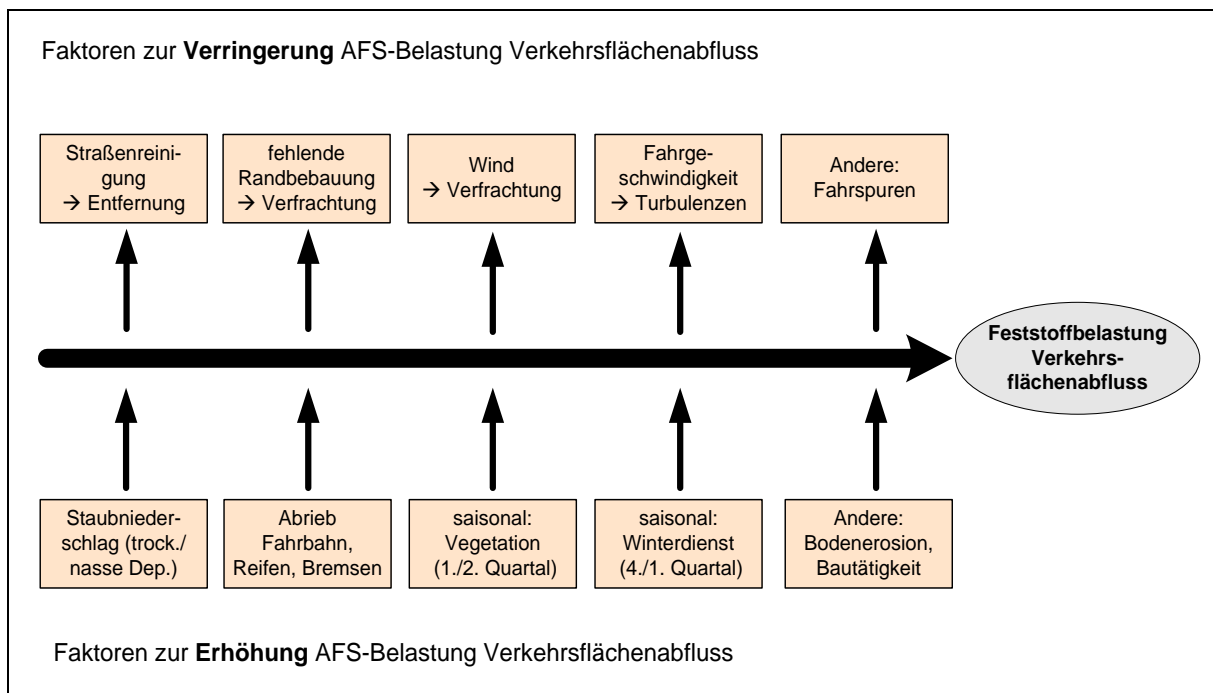 Faktoren zur Verringerung AFS-Belastung Verkehrsflächenabfluss
Straßenreini-
gung
→ Entfernung
fehlende
Randbebauung
→ Verfrachtung
Wind
→ Verfrachtung
Fahrge-
schwindigkeit
→ Turbulenzen
Andere:
Fahrspuren
Feststoffbelastung
Verkehrs-
flächenabfluss
Staubnieder-
schlag (trock./
nasse Dep.)
Abrieb
Fahrbahn,
Reifen, Bremsen
saisonal:
Vegetation
(1./2. Quartal)
saisonal:
Winterdienst
(4./1. Quartal)
Andere:
Bodenerosion,
Bautätigkeit
Faktoren zur Erhöhung AFS-Belastung Verkehrsflächenabfluss